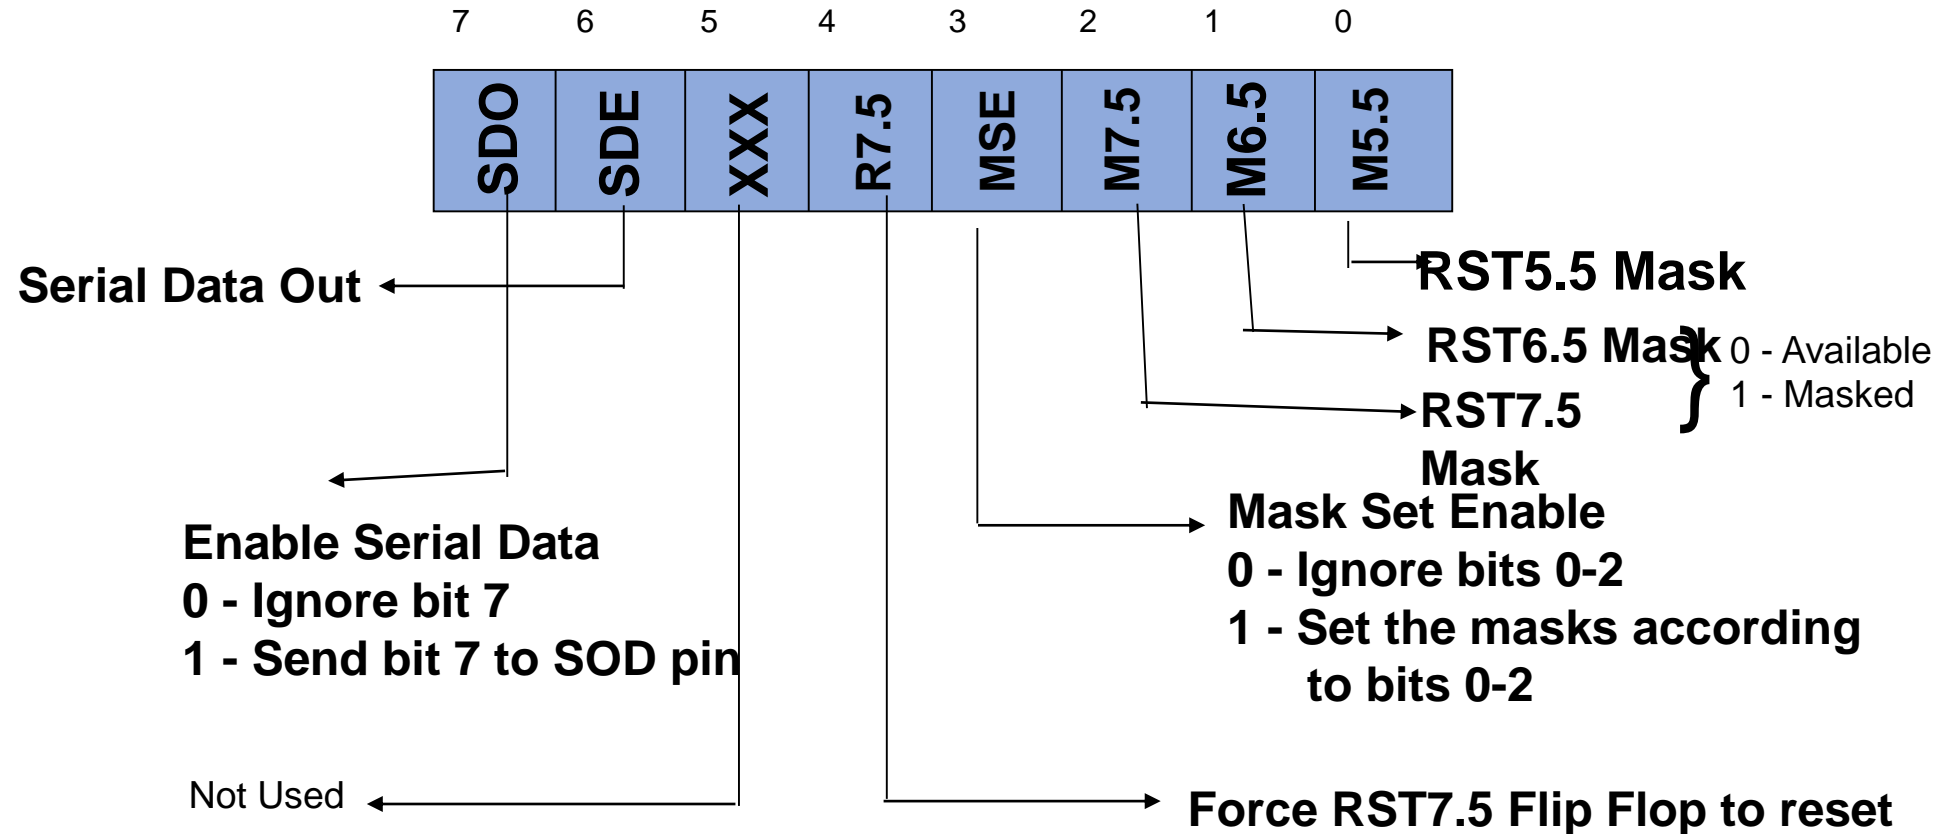 7 6 5 4 3 2 1 0
SDO SDE XXX R7.5 MSE M7.5 M6.5 M5.5
Serial Data Out
RST5.5 Mask
RST6.5 Mask
0 - Available
1 - Masked
RST7.5
Mask
Enable Serial Data
0 - Ignore bit 7
1 - Send bit 7 to SOD pin
Mask Set Enable
0 - Ignore bits 0-2
1 - Set the masks according
to bits 0-2
Not Used
Force RST7.5 Flip Flop to reset